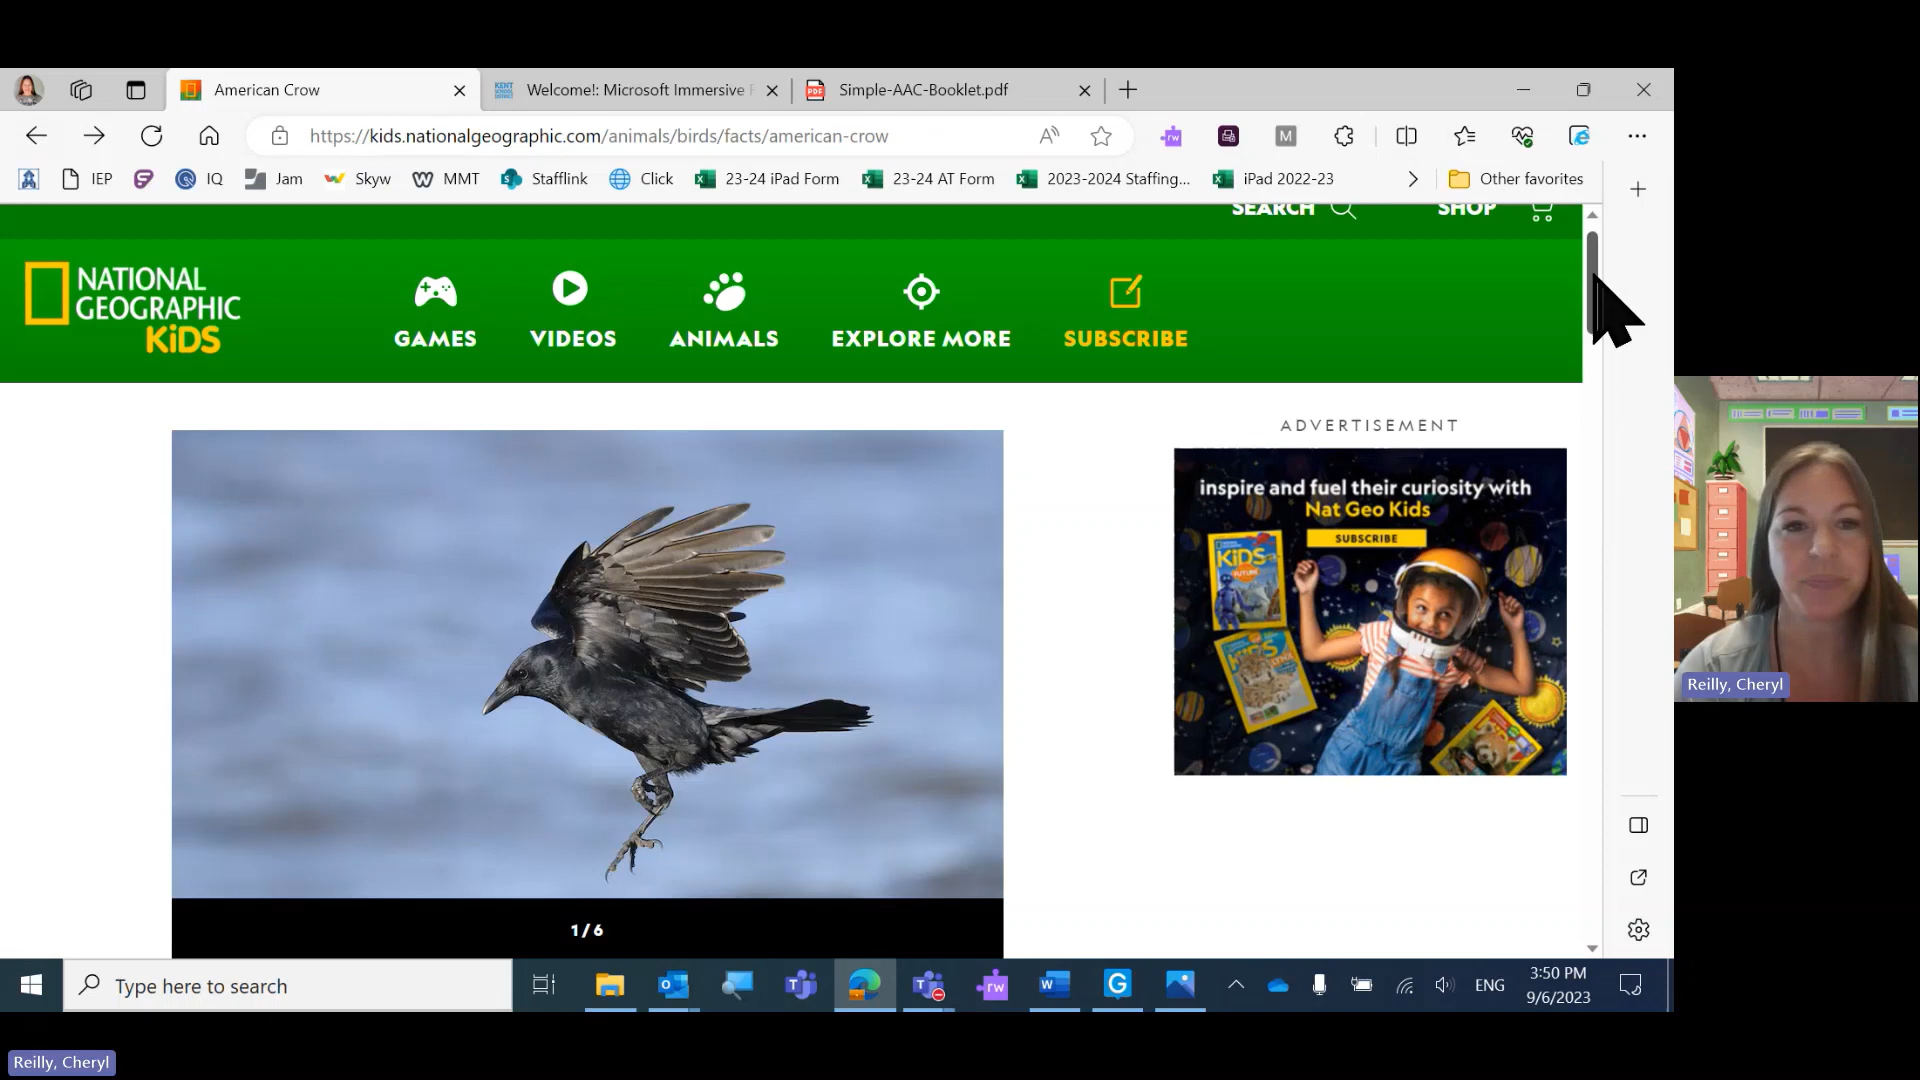 American Crow
Welcome!: Microsoft Immersive
Simple-AAC-Booklet.pdf
https://kids.nationalgeographic.com/animals/birds/facts/american-crow
IEP
IQ
Jam
Skyw
MMT
Stafflink
Click
23-24 iPad Form
23-24 AT Form
2023-2024 Staffing...
iPad 2022-23
Other favorites
SEARCH
SHOP
NATIONAL
GEOGRAPHIC
KiDS
GAMES
VIDEOS
ANIMALS
EXPLORE MORE
SUBSCRIBE
ADVERTISEMENT
inspire and fuel their curiosity with
Nat Geo Kids
SUBSCRIBE
KiDS
1/6
Reilly, Cheryl
Type here to search
rw
ENG
3:50 PM
9/6/2023
Reilly, Cheryl